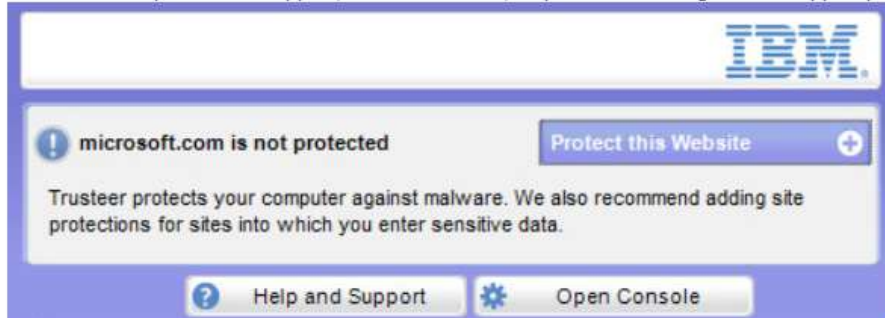 IBM.
microsoft.com is not protected
Protect this Website
Trusteer protects your computer against malware. We also recommend adding site
protections for sites into which you enter sensitive data.
Help and Support
Open Console